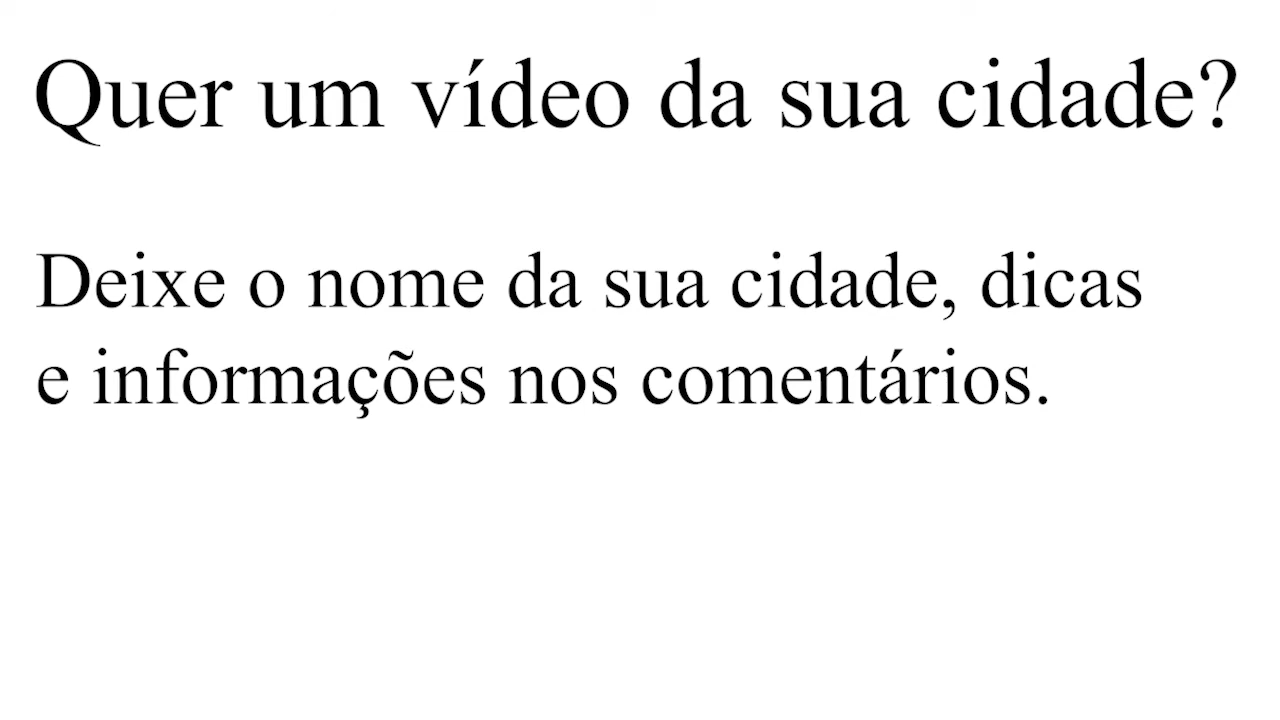 Quer um vídeo da sua cidade?
Deixe o nome da sua cidade, dicas
e informações nos comentários.